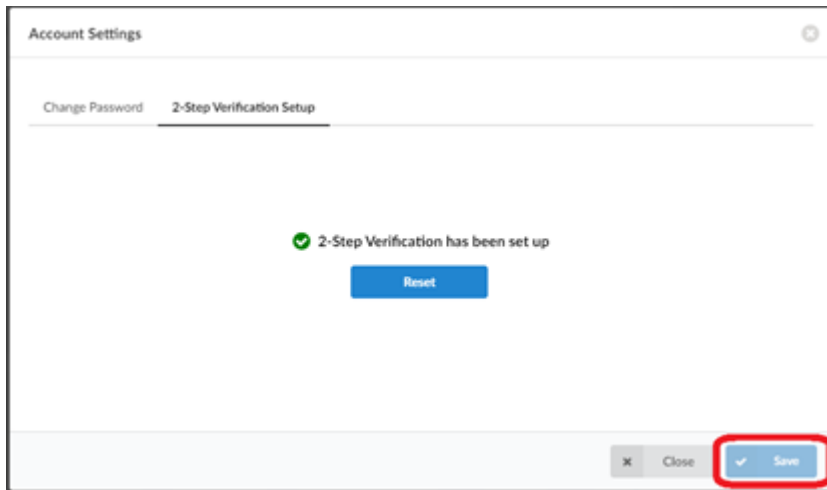 Account Settings
Change Password 2-Step Verification Setup
2-Step Verification has been set up
Reset
Close Save